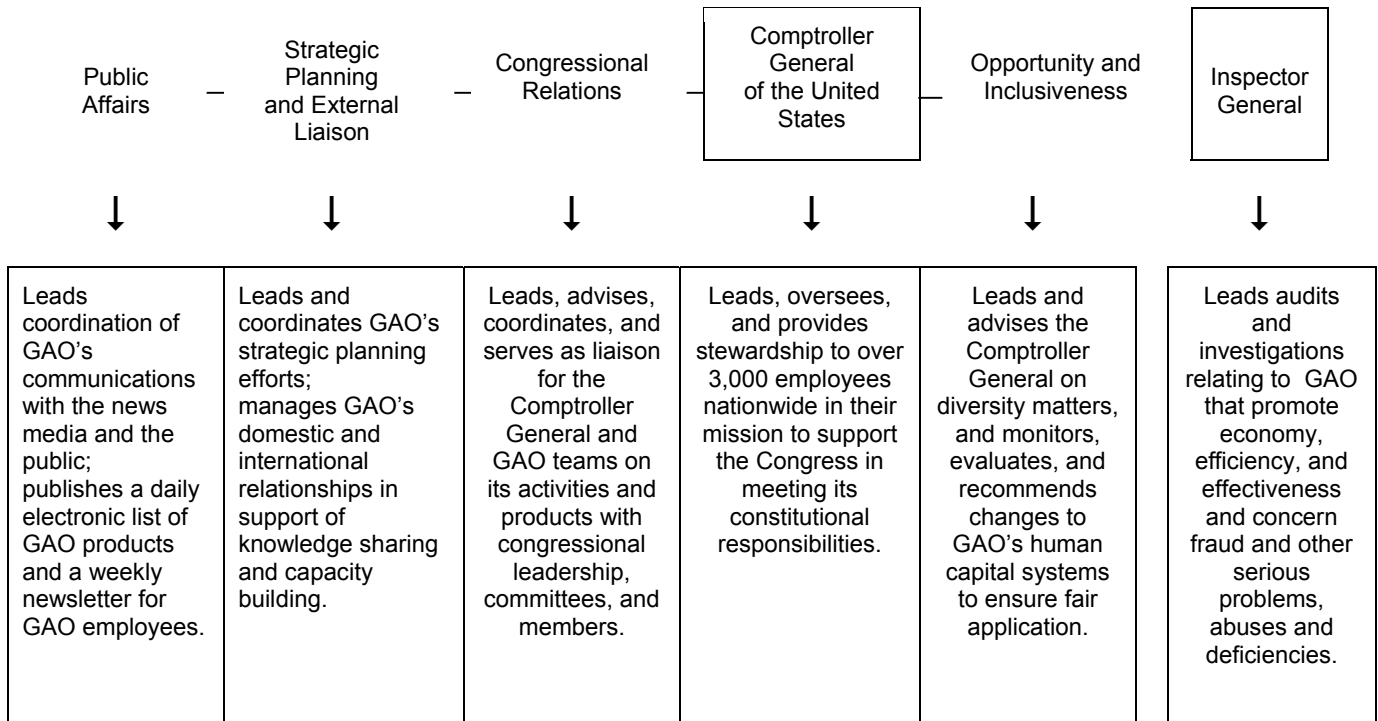 Public
Affairs
–
Strategic
Planning
and External
Liaison
–
Congressional
Relations
–
Comptroller
General
of the United
States
–
Opportunity and
Inclusiveness
Inspector
General
↓
↓
↓
↓
↓
↓
Leads
coordination of
GAO’s
communications
with the news
media and the
public;
publishes a daily
electronic list of
GAO products
and a weekly
newsletter for
GAO employees.
Leads and
coordinates GAO’s
strategic planning
efforts;
manages GAO’s
domestic and
international
relationships in
support of
knowledge sharing
and capacity
building.
Leads, advises,
coordinates, and
serves as liaison
for the
Comptroller
General and
GAO teams on
its activities and
products with
congressional
leadership,
committees, and
members.
Leads, oversees,
and provides
stewardship to over
3,000 employees
nationwide in their
mission to support
the Congress in
meeting its
constitutional
responsibilities.
Leads and
advises the
Comptroller
General on
diversity matters,
and monitors,
evaluates, and
recommends
changes to
GAO’s human
capital systems
to ensure fair
application.
Leads audits
and
investigations
relating to GAO
that promote
economy,
efficiency, and
effectiveness
and concern
fraud and other
serious
problems,
abuses and
deficiencies.